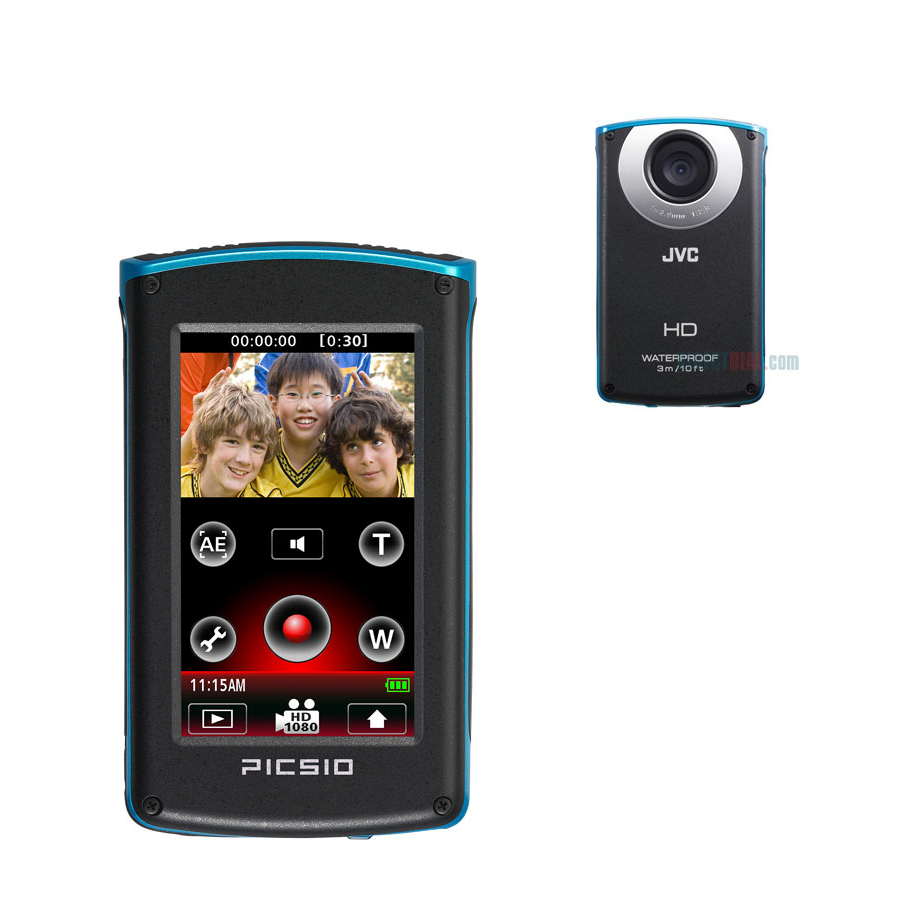 JVC
HD
WATERPROOF
3m/10ft
00:00:00 [0:30]
AE
T
W
11:15AM
HD
1080
PICSIO